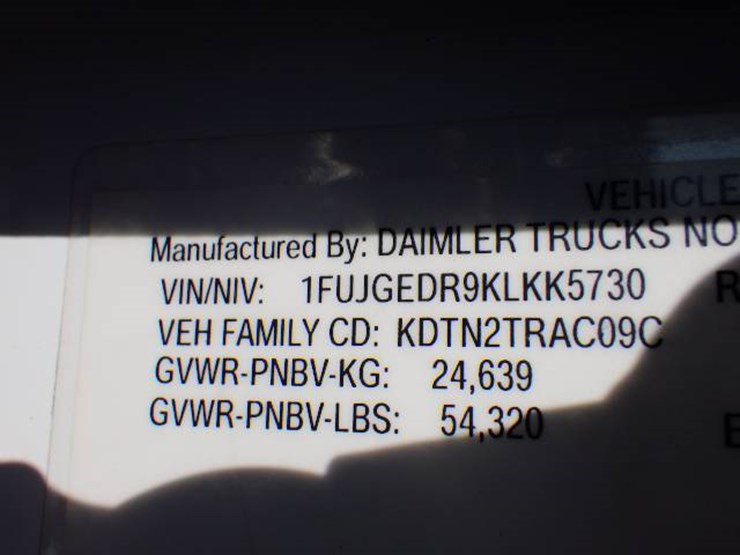 VEHICLE
Manufactured By: DAIMLER TRUCKS NO
VIN/NIV: 1FUJGEDR9KLKK5730 R
VEH FAMILY CD: KDTN2TRAC09C
GVWR-PNBV-KG: 24,639
GVWR-PNBV-LBS: 54,320 E